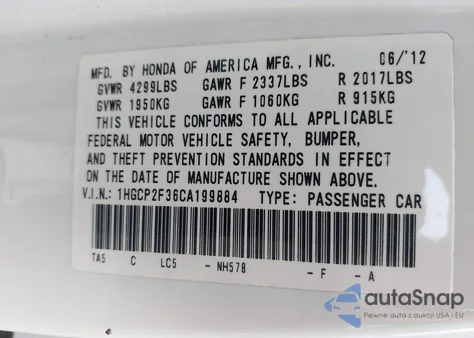 MFD. BY HONDA OF AMERICA MFG., INC. 06/'12
GVWR 4299LBS GAWR F 2337LBS R 2017LBS
GVWR 1950KG GAWR F 1060KG R 915KG
THIS VEHICLE CONFORMS TO ALL APPLICABLE
FEDERAL MOTOR VEHICLE SAFETY, BUMPER,
AND THEFT PREVENTION STANDARDS IN EFFECT
ON THE DATE OF MANUFACTURE SHOWN ABOVE.
V.I.N.: 1HGCP2F36CA199884 TYPE: PASSENGER CAR
TA5 C LC5 - NH578 - F - A
autaSnap
Pewne auta z USA i EU